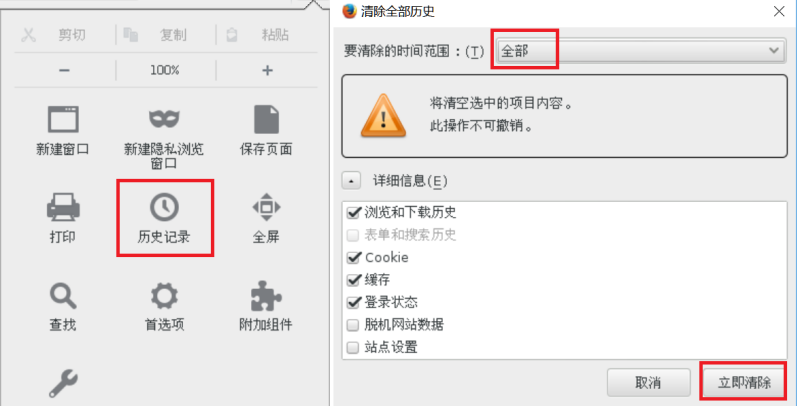 剪切 复制 粘贴
− 100% +
新建窗口 新建隐私浏览 保存页面
窗口
打印 历史记录 全屏
查找 首选项 附加组件
清除全部历史
要清除的时间范围：(T) 全部
将清空选中的项目内容。
此操作不可撤销。
详细信息(E)
浏览和下载历史
表单和搜索历史
Cookie
缓存
登录状态
脱机网站数据
站点设置
取消 立即清除